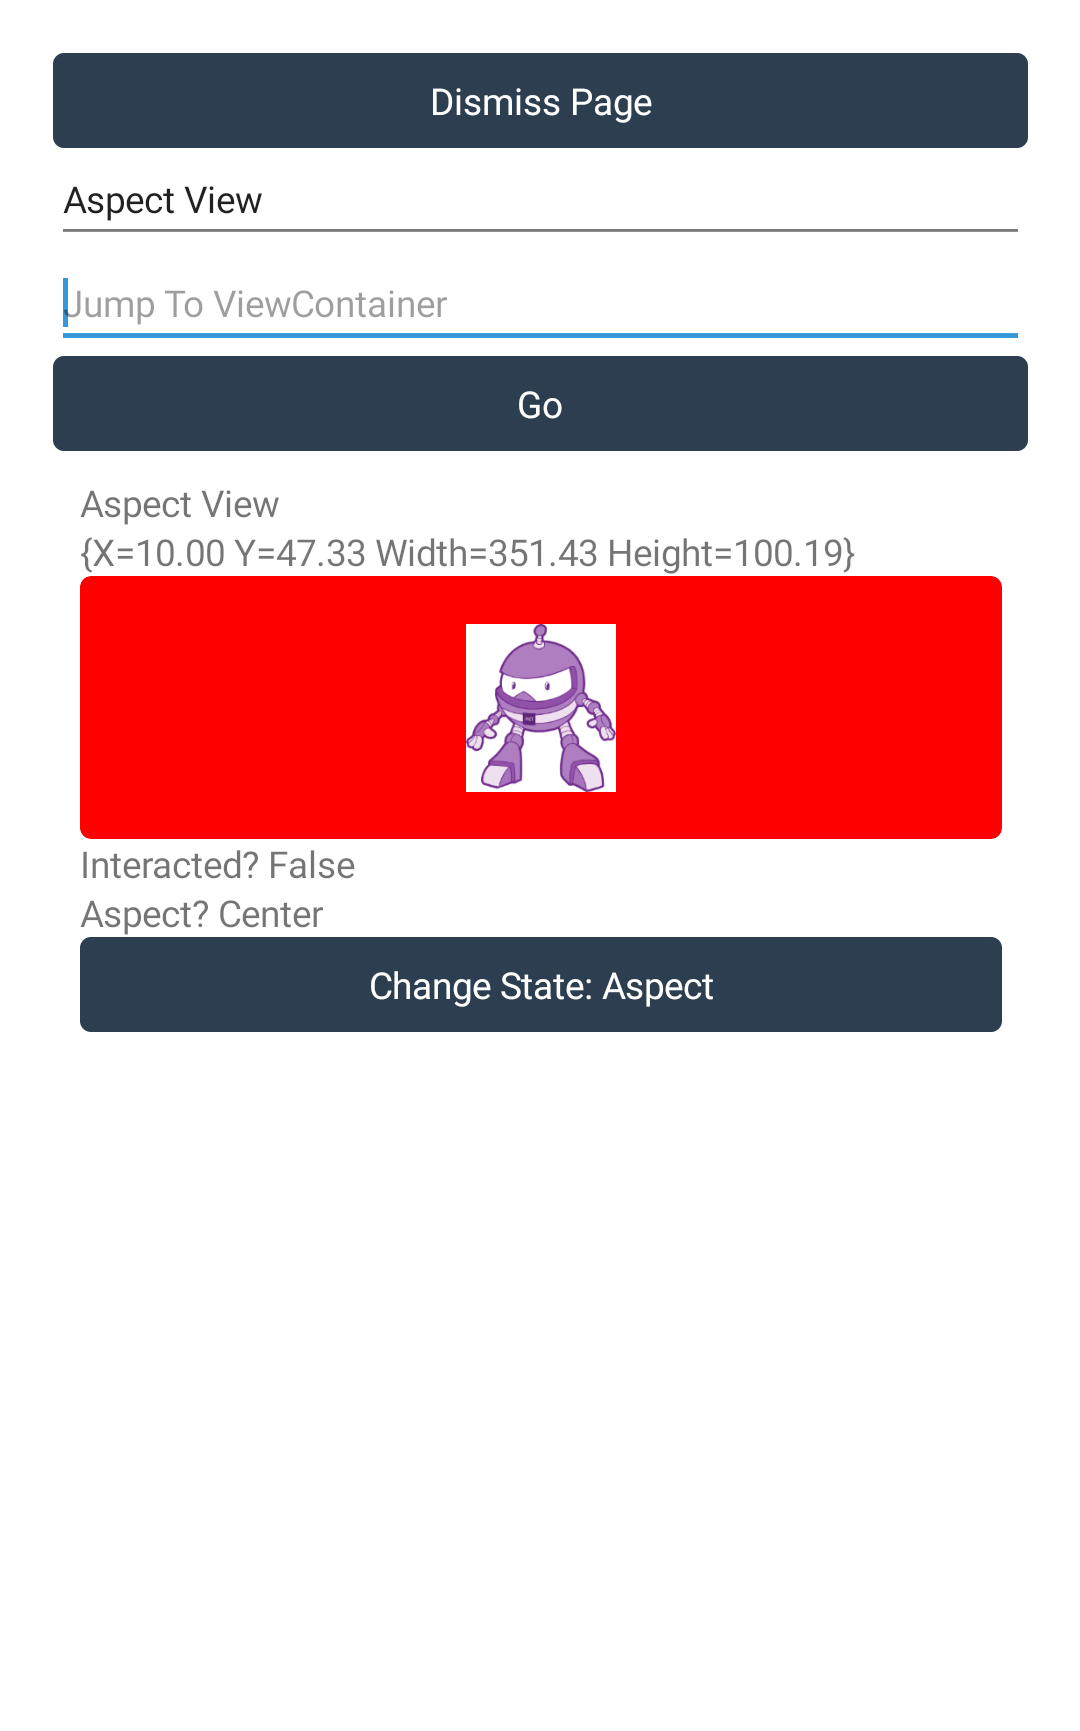 Dismiss Page
Aspect View
Jump To ViewContainer
Go
Aspect View
{X=10.00 Y=47.33 Width=351.43 Height=100.19}
Interacted? False
Aspect? Center
Change State: Aspect